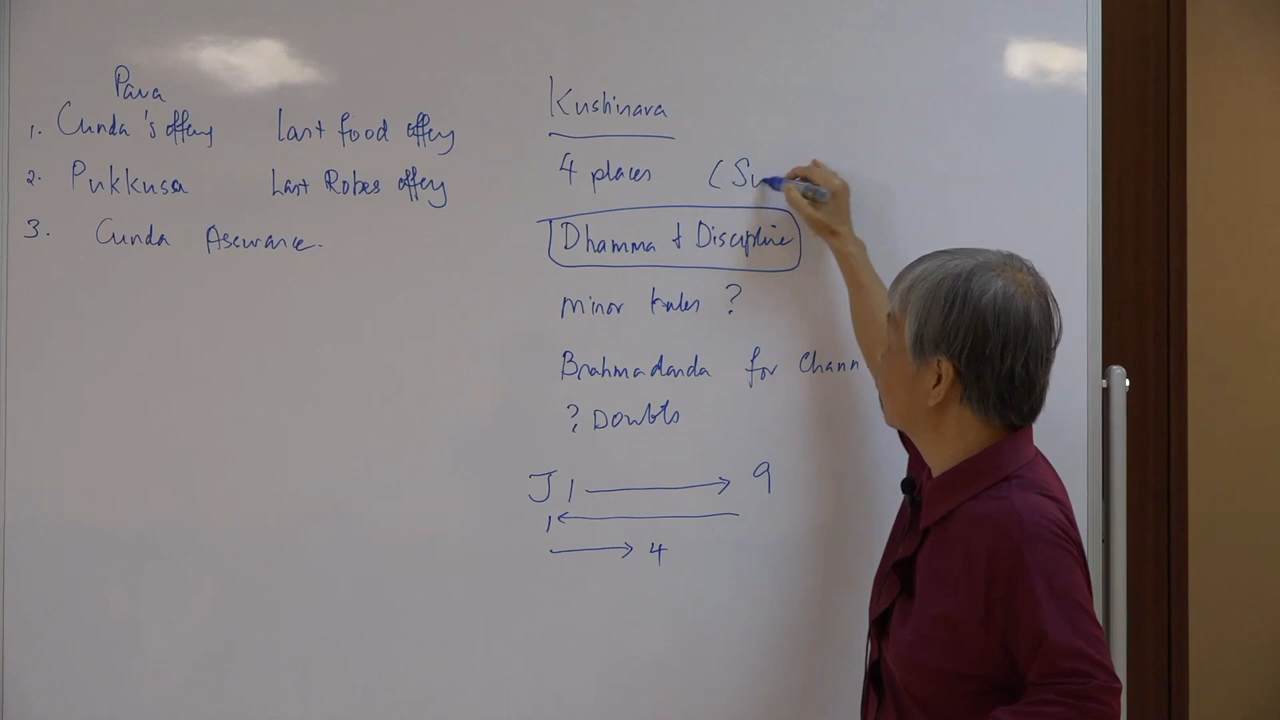 Pava
1. Cunda's offery Last food offery
2. Pukkusa Last Robes offery
3. Cunda Assurance.
Kushinara
4 places (Su
Dhamma + Discipline
Minor Rules ?
Brahmadanda for Chann
? Doubts
J 1 → 9
1 ←
→ 4